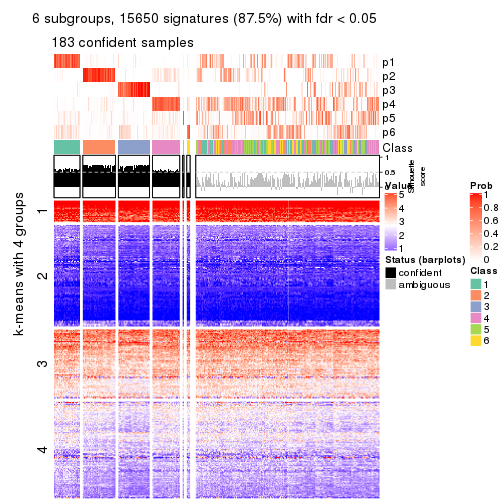 6 subgroups, 15650 signatures (87.5%) with fdr < 0.05
183 confident samples
p1
p2
p3
p4
p5
p6
Class
1
0.5
0
Silhouette
score
k-means with 4 groups
1
2
3
4
Value
5
4
3
2
1
Status (barplots)
confident
ambiguous
Prob
1
0.8
0.6
0.4
0.2
0
Class
1
2
3
4
5
6